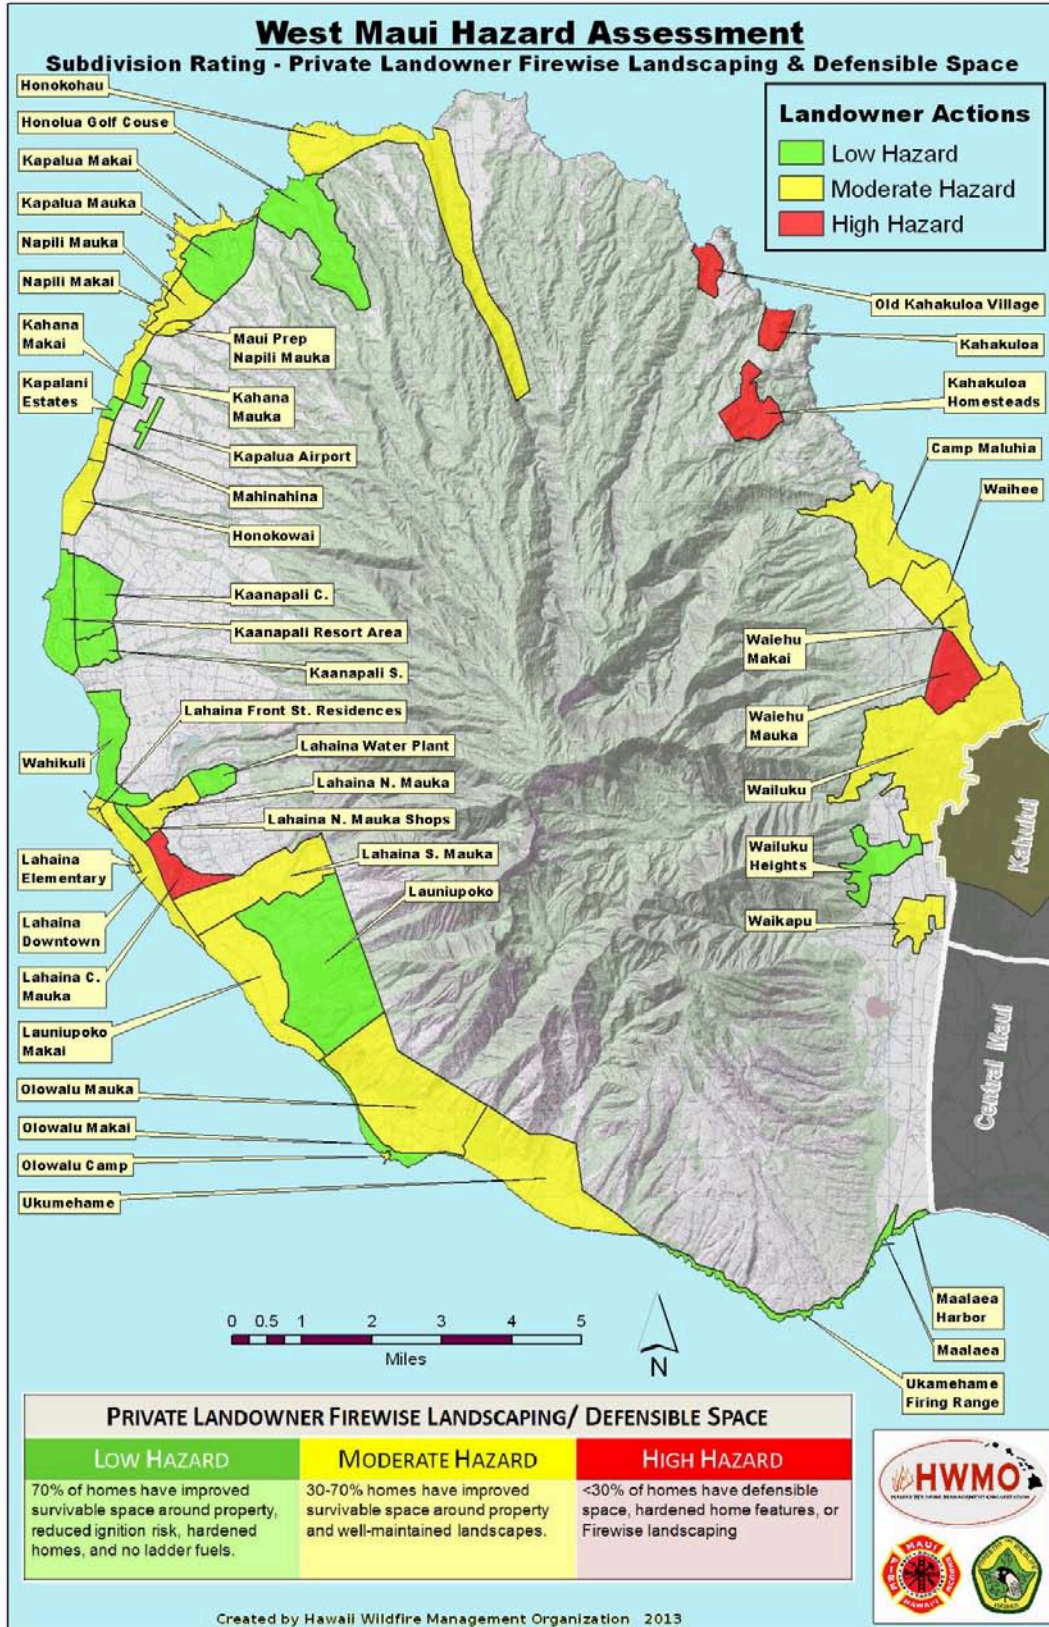 West Maui Hazard Assessment
Subdivision Rating - Private Landowner Firewise Landscaping & Defensible Space
Honokohau
Honolua Golf Couse
Kapalua Makai
Kapalua Mauka
Napili Mauka
Napili Makai
Kahana
Makai
Kapalani
Estates
Maui Prep
Napili Mauka
Kahana
Mauka
Kapalua Airport
Mahinahina
Honokowai
Kaanapali C.
Kaanapali Resort Area
Kaanapali S.
Lahaina Front St. Residences
Wahikuli
Lahaina Water Plant
Lahaina N. Mauka
Lahaina N. Mauka Shops
Lahaina
Elementary
Lahaina S. Mauka
Launiupoko
Lahaina
Downtown
Lahaina C.
Mauka
Launiupoko
Makai
Olowalu Mauka
Olowalu Makai
Olowalu Camp
Ukumehame
Landowner Actions
Low Hazard
Moderate Hazard
High Hazard
Old Kahakuloa Village
Kahakuloa
Kahakuloa
Homesteads
Camp Maluhia
Waihee
Waiehu
Makai
Waiehu
Mauka
Wailuku
Wailuku
Heights
Waikapu
Kahului
Central Maui
Maalaea
Harbor
Maalaea
Ukamehame
Firing Range
0 0.5 1 2 3 4 5
Miles
N
PRIVATE LANDOWNER FIREWISE LANDSCAPING/ DEFENSIBLE SPACE
LOW HAZARD
70% of homes have improved
survivable space around property,
reduced ignition risk, hardened
homes, and no ladder fuels.
MODERATE HAZARD
30-70% homes have improved
survivable space around property
and well-maintained landscapes.
HIGH HAZARD
<30% of homes have defensible
space, hardened home features, or
Firewise landscaping
HWMO
MAUI
FIRE
HAWAII
Created by Hawaii Wildfire Management Organization 2013